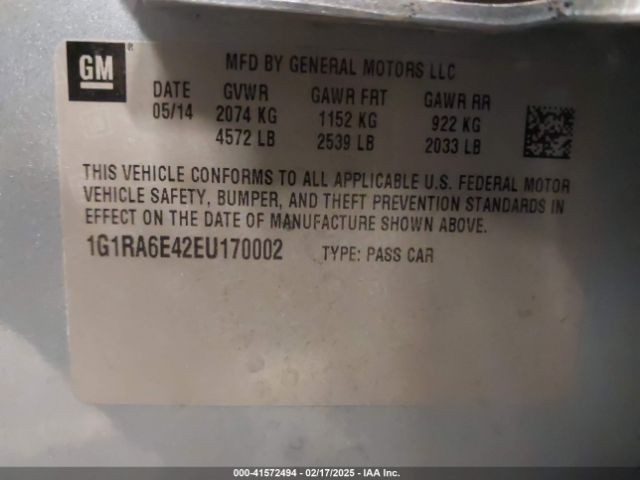 GM
MFD BY GENERAL MOTORS LLC
DATE GVWR GAWR FRT GAWR RR
05/14 2074 KG 1152 KG 922 KG
4572 LB 2539 LB 2033 LB
THIS VEHICLE CONFORMS TO ALL APPLICABLE U.S. FEDERAL MOTOR
VEHICLE SAFETY, BUMPER, AND THEFT PREVENTION STANDARDS IN
EFFECT ON THE DATE OF MANUFACTURE SHOWN ABOVE.
1G1RA6E42EU170002 TYPE: PASS CAR
000-41572494 - 02/17/2025 - IAA Inc.